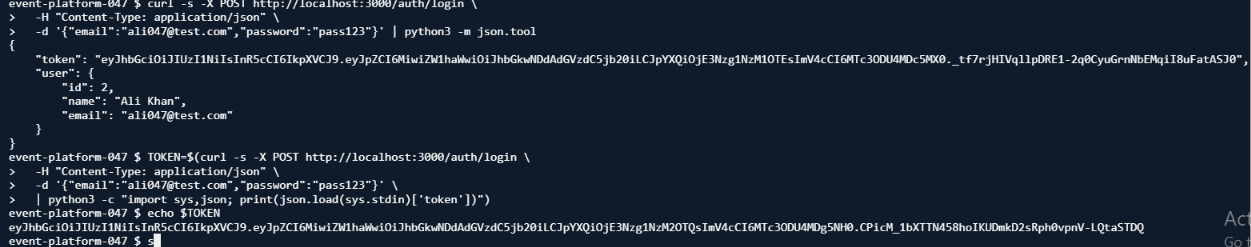 event-platform-047 $ curl -s -X POST http://localhost:3000/auth/login \
>   -H "Content-Type: application/json" \
>   -d '{"email":"ali047@test.com","password":"pass123"}' | python3 -m json.tool
{
    "token": "eyJhbGciOiJIUzI1NiIsInR5cCI6IkpXVCJ9.eyJpZCI6MiwiZW1haWwiOiJhbGkwNDdAdGVzdC5jb20iLCJpYXQiOjE3Nzg1NzM1OTEsImV4cCI6MTc3ODU4MDc5MX0._tf7rjHIVqllpDRE1-2q0CyuGrnNbEMqiI8uFatASJ0",
    "user": {
        "id": 2,
        "name": "Ali Khan",
        "email": "ali047@test.com"
    }
}
event-platform-047 $ TOKEN=$(curl -s -X POST http://localhost:3000/auth/login \
>   -H "Content-Type: application/json" \
>   -d '{"email":"ali047@test.com","password":"pass123"}' \
>   | python3 -c "import sys,json; print(json.load(sys.stdin)['token'])")
event-platform-047 $ echo $TOKEN
eyJhbGciOiJIUzI1NiIsInR5cCI6IkpXVCJ9.eyJpZCI6MiwiZW1haWwiOiJhbGkwNDdAdGVzdC5jb20iLCJpYXQiOjE3Nzg1NzM2OTQsImV4cCI6MTc3ODU4MDg5NH0.CPicM_1bXTTN458hoIKUDmkD2sRph0vpnV-LQtaSTDQ
event-platform-047 $ s
Act
Go t